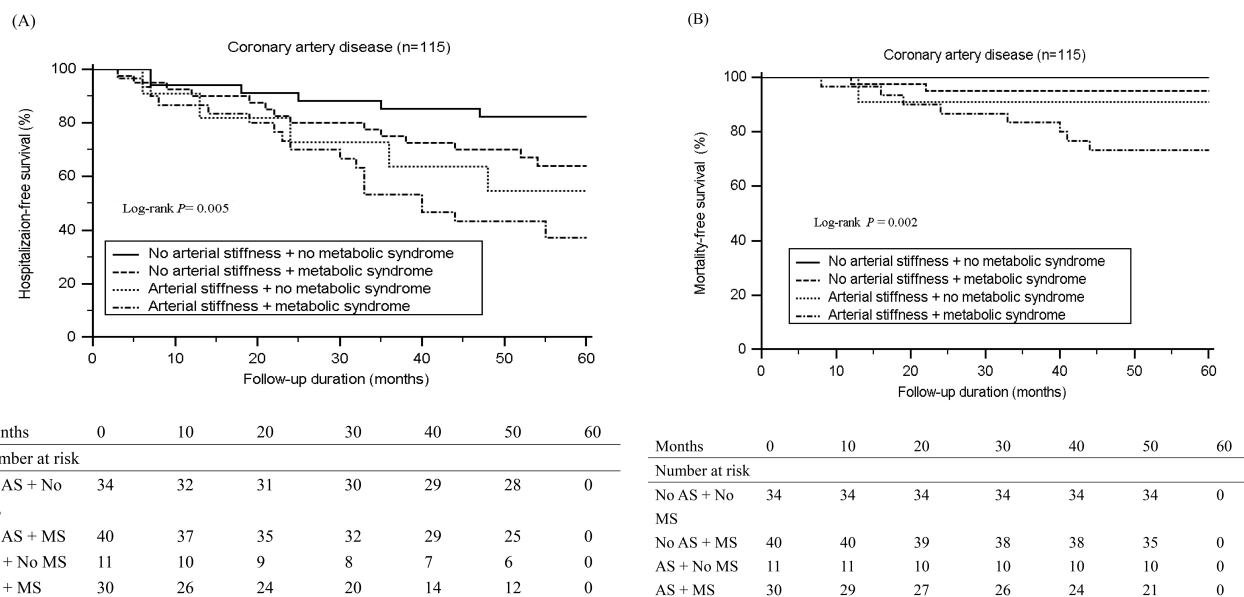 (A)
Coronary artery disease (n=115)
Hospitalizaion-free survival (%)
100
80
60
40
20
0
Log-rank P= 0.005
No arterial stiffness + no metabolic syndrome
No arterial stiffness + metabolic syndrome
Arterial stiffness + no metabolic syndrome
Arterial stiffness + metabolic syndrome
0 10 20 30 40 50 60
Follow-up duration (months)
nths 0 10 20 30 40 50 60
mber at risk
AS + No 34 32 31 30 29 28 0
AS + MS 40 37 35 32 29 25 0
+ No MS 11 10 9 8 7 6 0
+ MS 30 26 24 20 14 12 0
(B)
Coronary artery disease (n=115)
Mortality-free survival (%)
100
80
60
40
20
0
Log-rank P = 0.002
No arterial stiffness + no metabolic syndrome
No arterial stiffness + metabolic syndrome
Arterial stiffness + no metabolic syndrome
Arterial stiffness + metabolic syndrome
0 10 20 30 40 50 60
Follow-up duration (months)
Months 0 10 20 30 40 50 60
Number at risk
No AS + No 34 34 34 34 34 34 0
MS
No AS + MS 40 40 39 38 38 35 0
AS + No MS 11 11 10 10 10 10 0
AS + MS 30 29 27 26 24 21 0